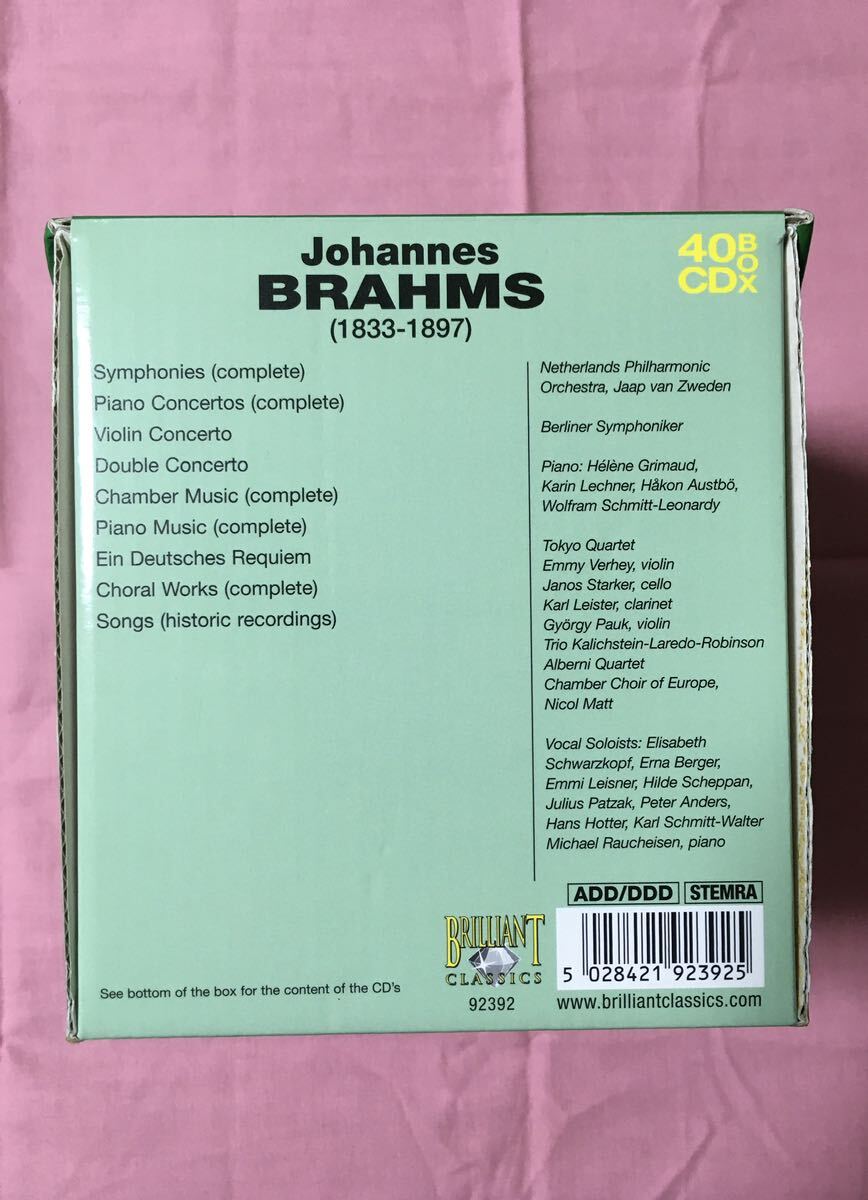 Johannes
BRAHMS
(1833-1897)
40 BOX
CD
Symphonies (complete)
Piano Concertos (complete)
Violin Concerto
Double Concerto
Chamber Music (complete)
Piano Music (complete)
Ein Deutsches Requiem
Choral Works (complete)
Songs (historic recordings)
Netherlands Philharmonic
Orchestra, Jaap van Zweden
Berliner Symphoniker
Piano: Hélène Grimaud,
Karin Lechner, Håkon Austbö,
Wolfram Schmitt-Leonardy
Tokyo Quartet
Emmy Verhey, violin
Janos Starker, cello
Karl Leister, clarinet
György Pauk, violin
Trio Kalichstein-Laredo-Robinson
Alberni Quartet
Chamber Choir of Europe,
Nicol Matt
Vocal Soloists: Elisabeth
Schwarzkopf, Erna Berger,
Emmi Leisner, Hilde Scheppan,
Julius Patzak, Peter Anders,
Hans Hotter, Karl Schmitt-Walter
Michael Raucheisen, piano
ADD/DDD STEMRA
BRILLIANT
CLASSICS
92392
5 028421 923925
www.brilliantclassics.com
See bottom of the box for the content of the CD's